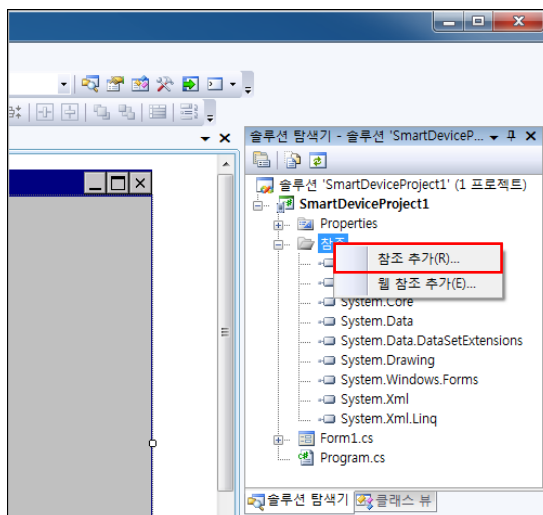 솔루션 탐색기 - 솔루션 'SmartDeviceP...
솔루션 'SmartDeviceProject1' (1 프로젝트)
SmartDeviceProject1
Properties
참조
참조 추가(R)...
웹 참조 추가(E)...
System.Core
System.Data
System.Data.DataSetExtensions
System.Drawing
System.Windows.Forms
System.Xml
System.Xml.Linq
Form1.cs
Program.cs
솔루션 탐색기 클래스 뷰